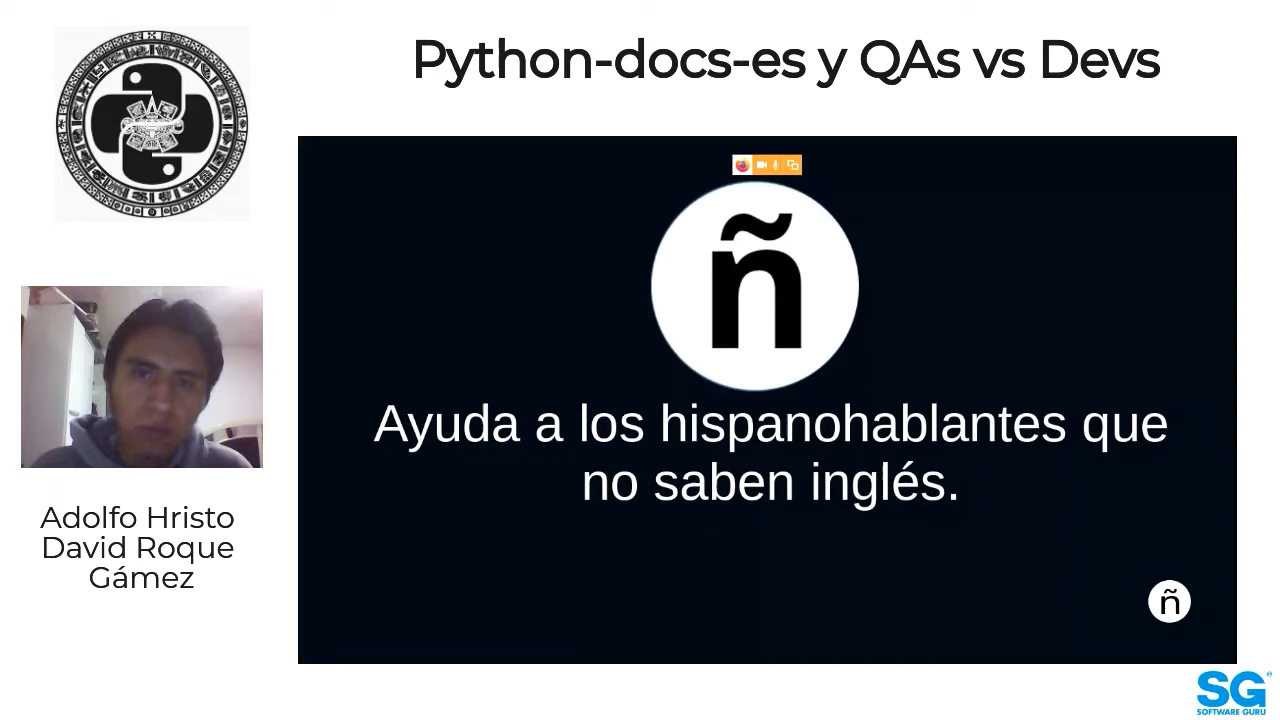 Python-docs-es y QAs vs Devs
ñ
Ayuda a los hispanohablantes que
no saben inglés.
ñ
Adolfo Hristo
David Roque
Gámez
SG
SOFTWARE GURU